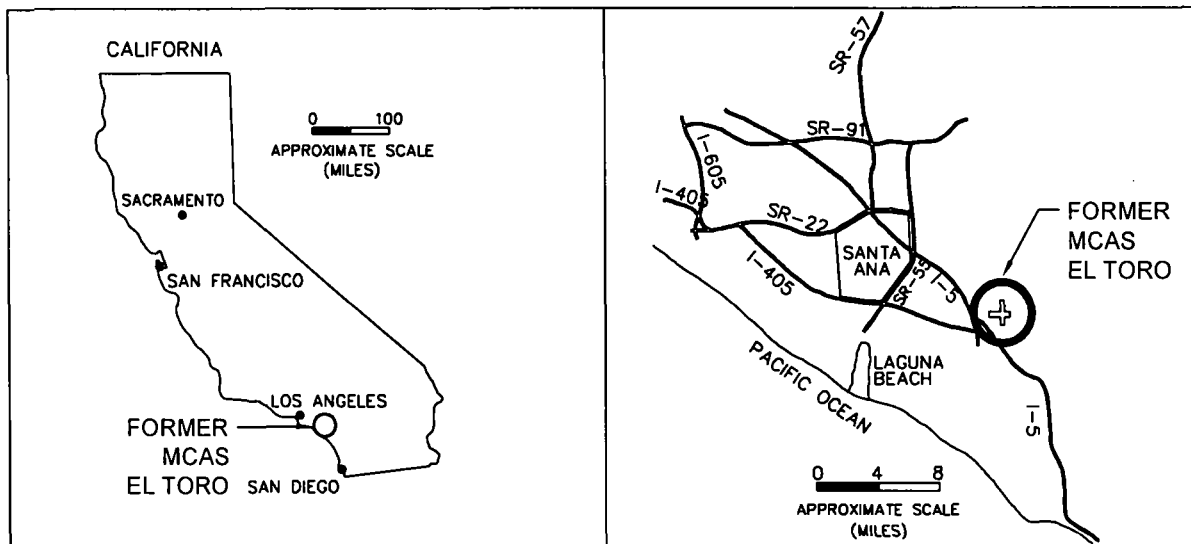 CALIFORNIA
0 100
APPROXIMATE SCALE
(MILES)
SACRAMENTO
SAN FRANCISCO
LOS ANGELES
FORMER
MCAS
EL TORO
SAN DIEGO
SR-57
SR-91
I-605
I-405
SR-22
SANTA
ANA
I-405
SR-55
I-5
FORMER
MCAS
EL TORO
LAGUNA
BEACH
PACIFIC OCEAN
I-5
0 4 8
APPROXIMATE SCALE
(MILES)